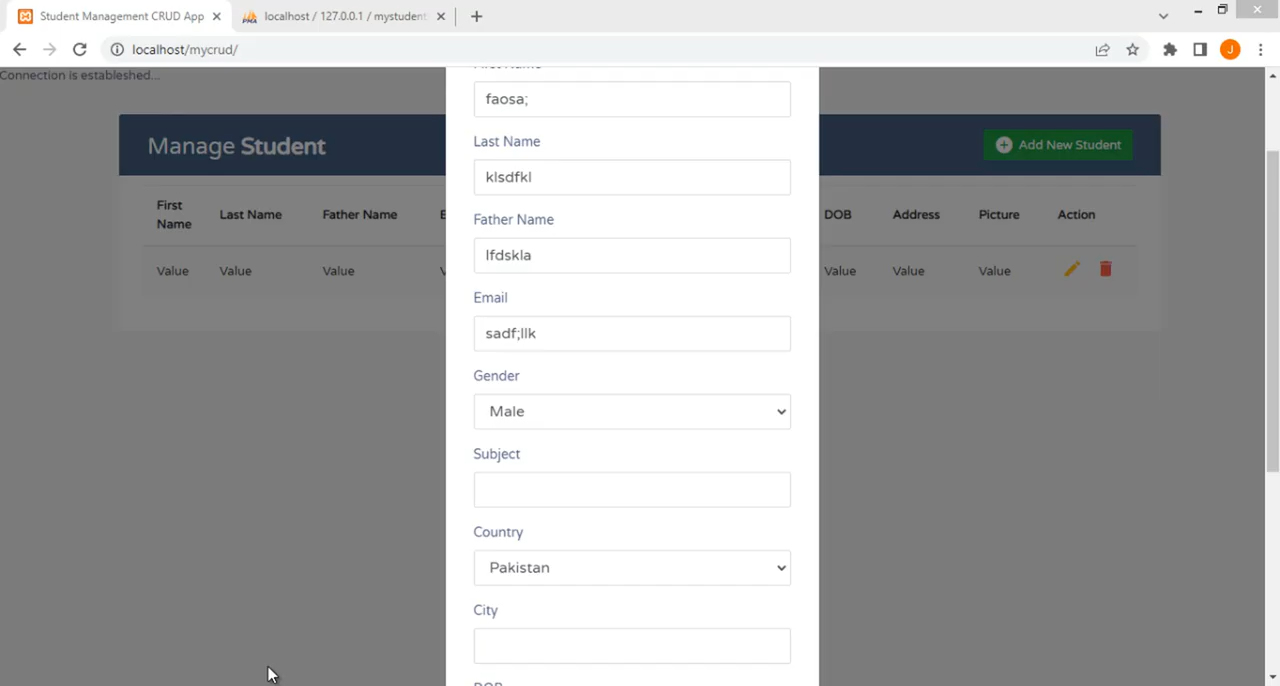 Student Management CRUD App
localhost / 127.0.0.1 / mystudent
localhost/mycrud/
J
Connection is estableshed...
First Name
faosa;
Manage Student
Add New Student
Last Name
klsdfkl
First Name
Last Name
Father Name
E
DOB
Address
Picture
Action
Father Name
lfdskla
Value
Value
Value
V
Value
Value
Value
Email
sadf;llk
Gender
Male
Subject
Country
Pakistan
City
DOB